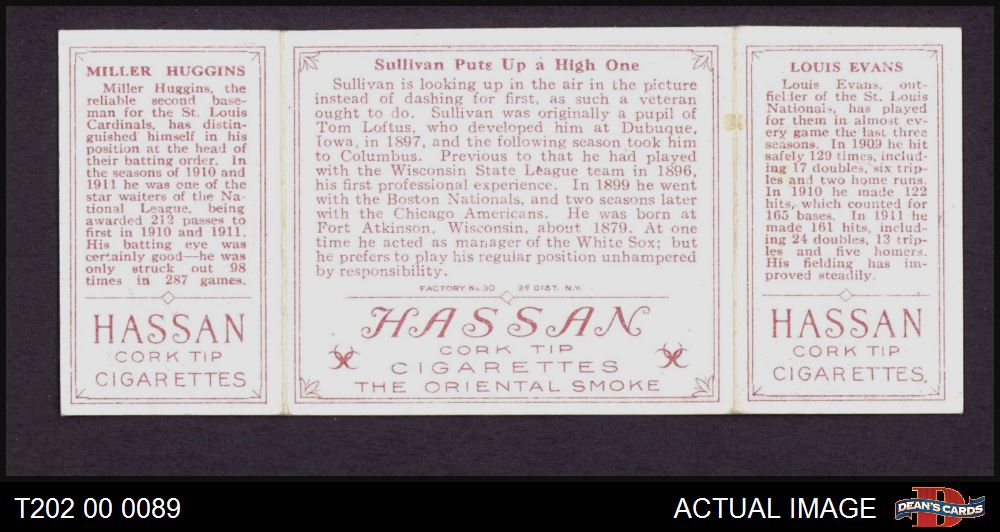 MILLER HUGGINS
Miller Huggins, the
reliable second base-
man for the St. Louis
Cardinals, has distin-
guished himself in his
position at the head of
their batting order. In
the seasons of 1910 and
1911 he was one of the
star waiters of the Na-
tional League, being
awarded 212 passes to
first in 1910 and 1911.
His batting eye was
certainly good—he was
only struck out 98
times in 287 games.
HASSAN
CORK TIP
CIGARETTES
Sullivan Puts Up a High One
Sullivan is looking up in the air in the picture
instead of dashing for first, as such a veteran
ought to do. Sullivan was originally a pupil of
Tom Loftus, who developed him at Dubuque,
Iowa, in 1897, and the following season took him
to Columbus. Previous to that he had played
with the Wisconsin State League team in 1896,
his first professional experience. In 1899 he went
with the Boston Nationals, and two seasons later
with the Chicago Americans. He was born at
Fort Atkinson, Wisconsin, about 1879. At one
time he acted as manager of the White Sox; but
he prefers to play his regular position unhampered
by responsibility.
FACTORY No. 30 2d DIST. N.Y.
HASSAN
CORK TIP
CIGARETTES
THE ORIENTAL SMOKE
LOUIS EVANS
Louis Evans, out-
fielder of the St. Louis
Nationals, has played
for them in almost ev-
ery game the last three
seasons. In 1909 he hit
safely 129 times, includ-
ing 17 doubles, six trip-
les and two home runs.
In 1910 he made 122
hits, which counted for
165 bases. In 1911 he
made 161 hits, includ-
ing 24 doubles, 13 trip-
les and five homers.
His fielding has im-
proved steadily.
HASSAN
CORK TIP
CIGARETTES.
T202 00 0089
ACTUAL IMAGE
D
DEAN'S CARDS